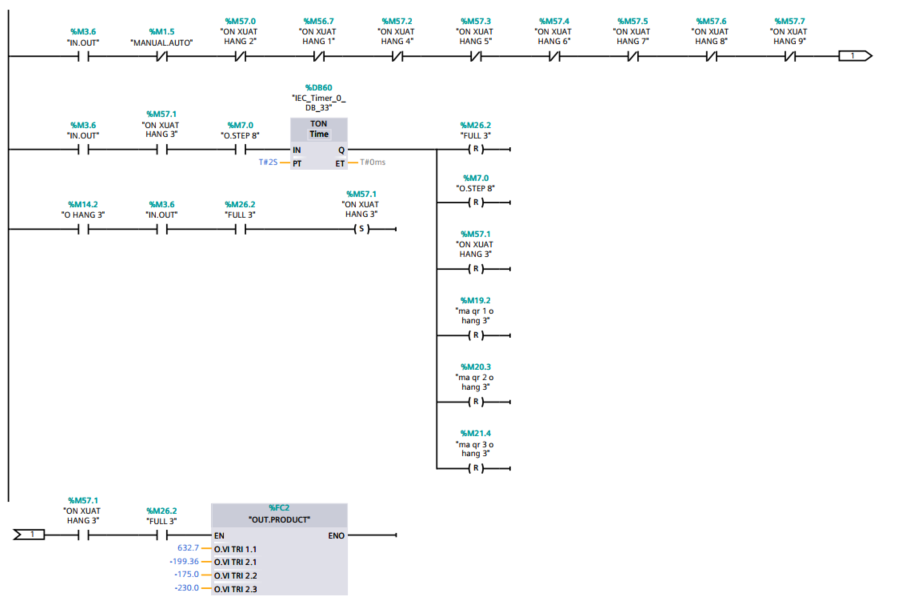 %M3.6
"IN.OUT"
%M1.5
"MANUAL.AUTO"
%M57.0
"ON XUAT
HANG 2"
%M56.7
"ON XUAT
HANG 1"
%M57.2
"ON XUAT
HANG 4"
%M57.3
"ON XUAT
HANG 5"
%M57.4
"ON XUAT
HANG 6"
%M57.5
"ON XUAT
HANG 7"
%M57.6
"ON XUAT
HANG 8"
%M57.7
"ON XUAT
HANG 9"
1
%M3.6
"IN.OUT"
%M57.1
"ON XUAT
HANG 3"
%M7.0
"O.STEP 8"
%DB60
"IEC_Timer_0_
DB_33"
TON
Time
IN Q
T#2S PT ET T#0ms
%M26.2
"FULL 3"
R
%M7.0
"O.STEP 8"
R
%M57.1
"ON XUAT
HANG 3"
R
%M19.2
"ma qr 1 o
hang 3"
R
%M20.3
"ma qr 2 o
hang 3"
R
%M21.4
"ma qr 3 o
hang 3"
R
%M14.2
"O HANG 3"
%M3.6
"IN.OUT"
%M26.2
"FULL 3"
%M57.1
"ON XUAT
HANG 3"
S
1
%M57.1
"ON XUAT
HANG 3"
%M26.2
"FULL 3"
%FC2
"OUT.PRODUCT"
EN ENO
632.7 O.VI TRI 1.1
-199.36 O.VI TRI 2.1
-175.0 O.VI TRI 2.2
-230.0 O.VI TRI 2.3